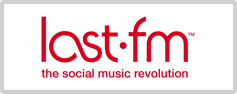 last·fm™
the social music revolution